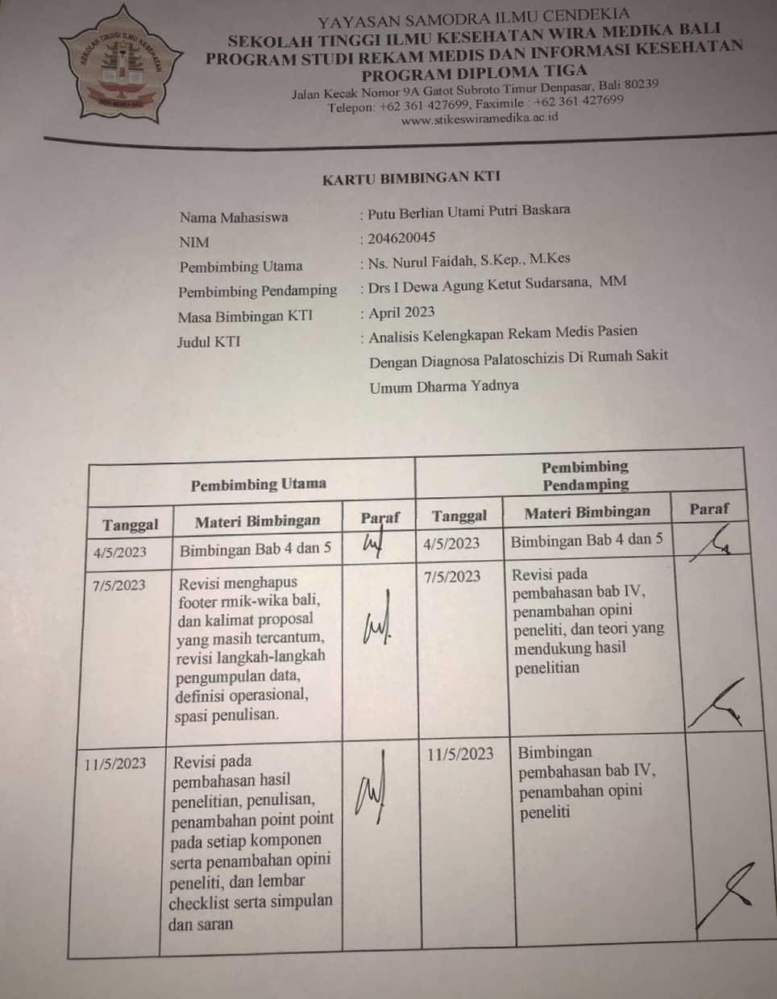 SEKOLAH TINGGI ILMU KESEHATAN
WIRA MEDIKA BALI
YAYASAN SAMODRA ILMU CENDEKIA
SEKOLAH TINGGI ILMU KESEHATAN WIRA MEDIKA BALI
PROGRAM STUDI REKAM MEDIS DAN INFORMASI KESEHATAN
PROGRAM DIPLOMA TIGA
Jalan Kecak Nomor 9A Gatot Subroto Timur Denpasar, Bali 80239
Telepon: +62 361 427699, Faximile : +62 361 427699
www.stikeswiramedika.ac.id
KARTU BIMBINGAN KTI
Nama Mahasiswa : Putu Berlian Utami Putri Baskara
NIM : 204620045
Pembimbing Utama : Ns. Nurul Faidah, S.Kep., M.Kes
Pembimbing Pendamping : Drs I Dewa Agung Ketut Sudarsana, MM
Masa Bimbingan KTI : April 2023
Judul KTI : Analisis Kelengkapan Rekam Medis Pasien
Dengan Diagnosa Palatoschizis Di Rumah Sakit
Umum Dharma Yadnya
Pembimbing Utama
Pembimbing
Pendamping
Tanggal Materi Bimbingan Paraf Tanggal Materi Bimbingan Paraf
4/5/2023 Bimbingan Bab 4 dan 5 4/5/2023 Bimbingan Bab 4 dan 5
7/5/2023 Revisi menghapus
footer rmik-wika bali,
dan kalimat proposal
yang masih tercantum,
revisi langkah-langkah
pengumpulan data,
definisi operasional,
spasi penulisan.
7/5/2023 Revisi pada
pembahasan bab IV,
penambahan opini
peneliti, dan teori yang
mendukung hasil
penelitian
11/5/2023 Revisi pada
pembahasan hasil
penelitian, penulisan,
penambahan point point
pada setiap komponen
serta penambahan opini
peneliti, dan lembar
checklist serta simpulan
dan saran
11/5/2023 Bimbingan
pembahasan bab IV,
penambahan opini
peneliti